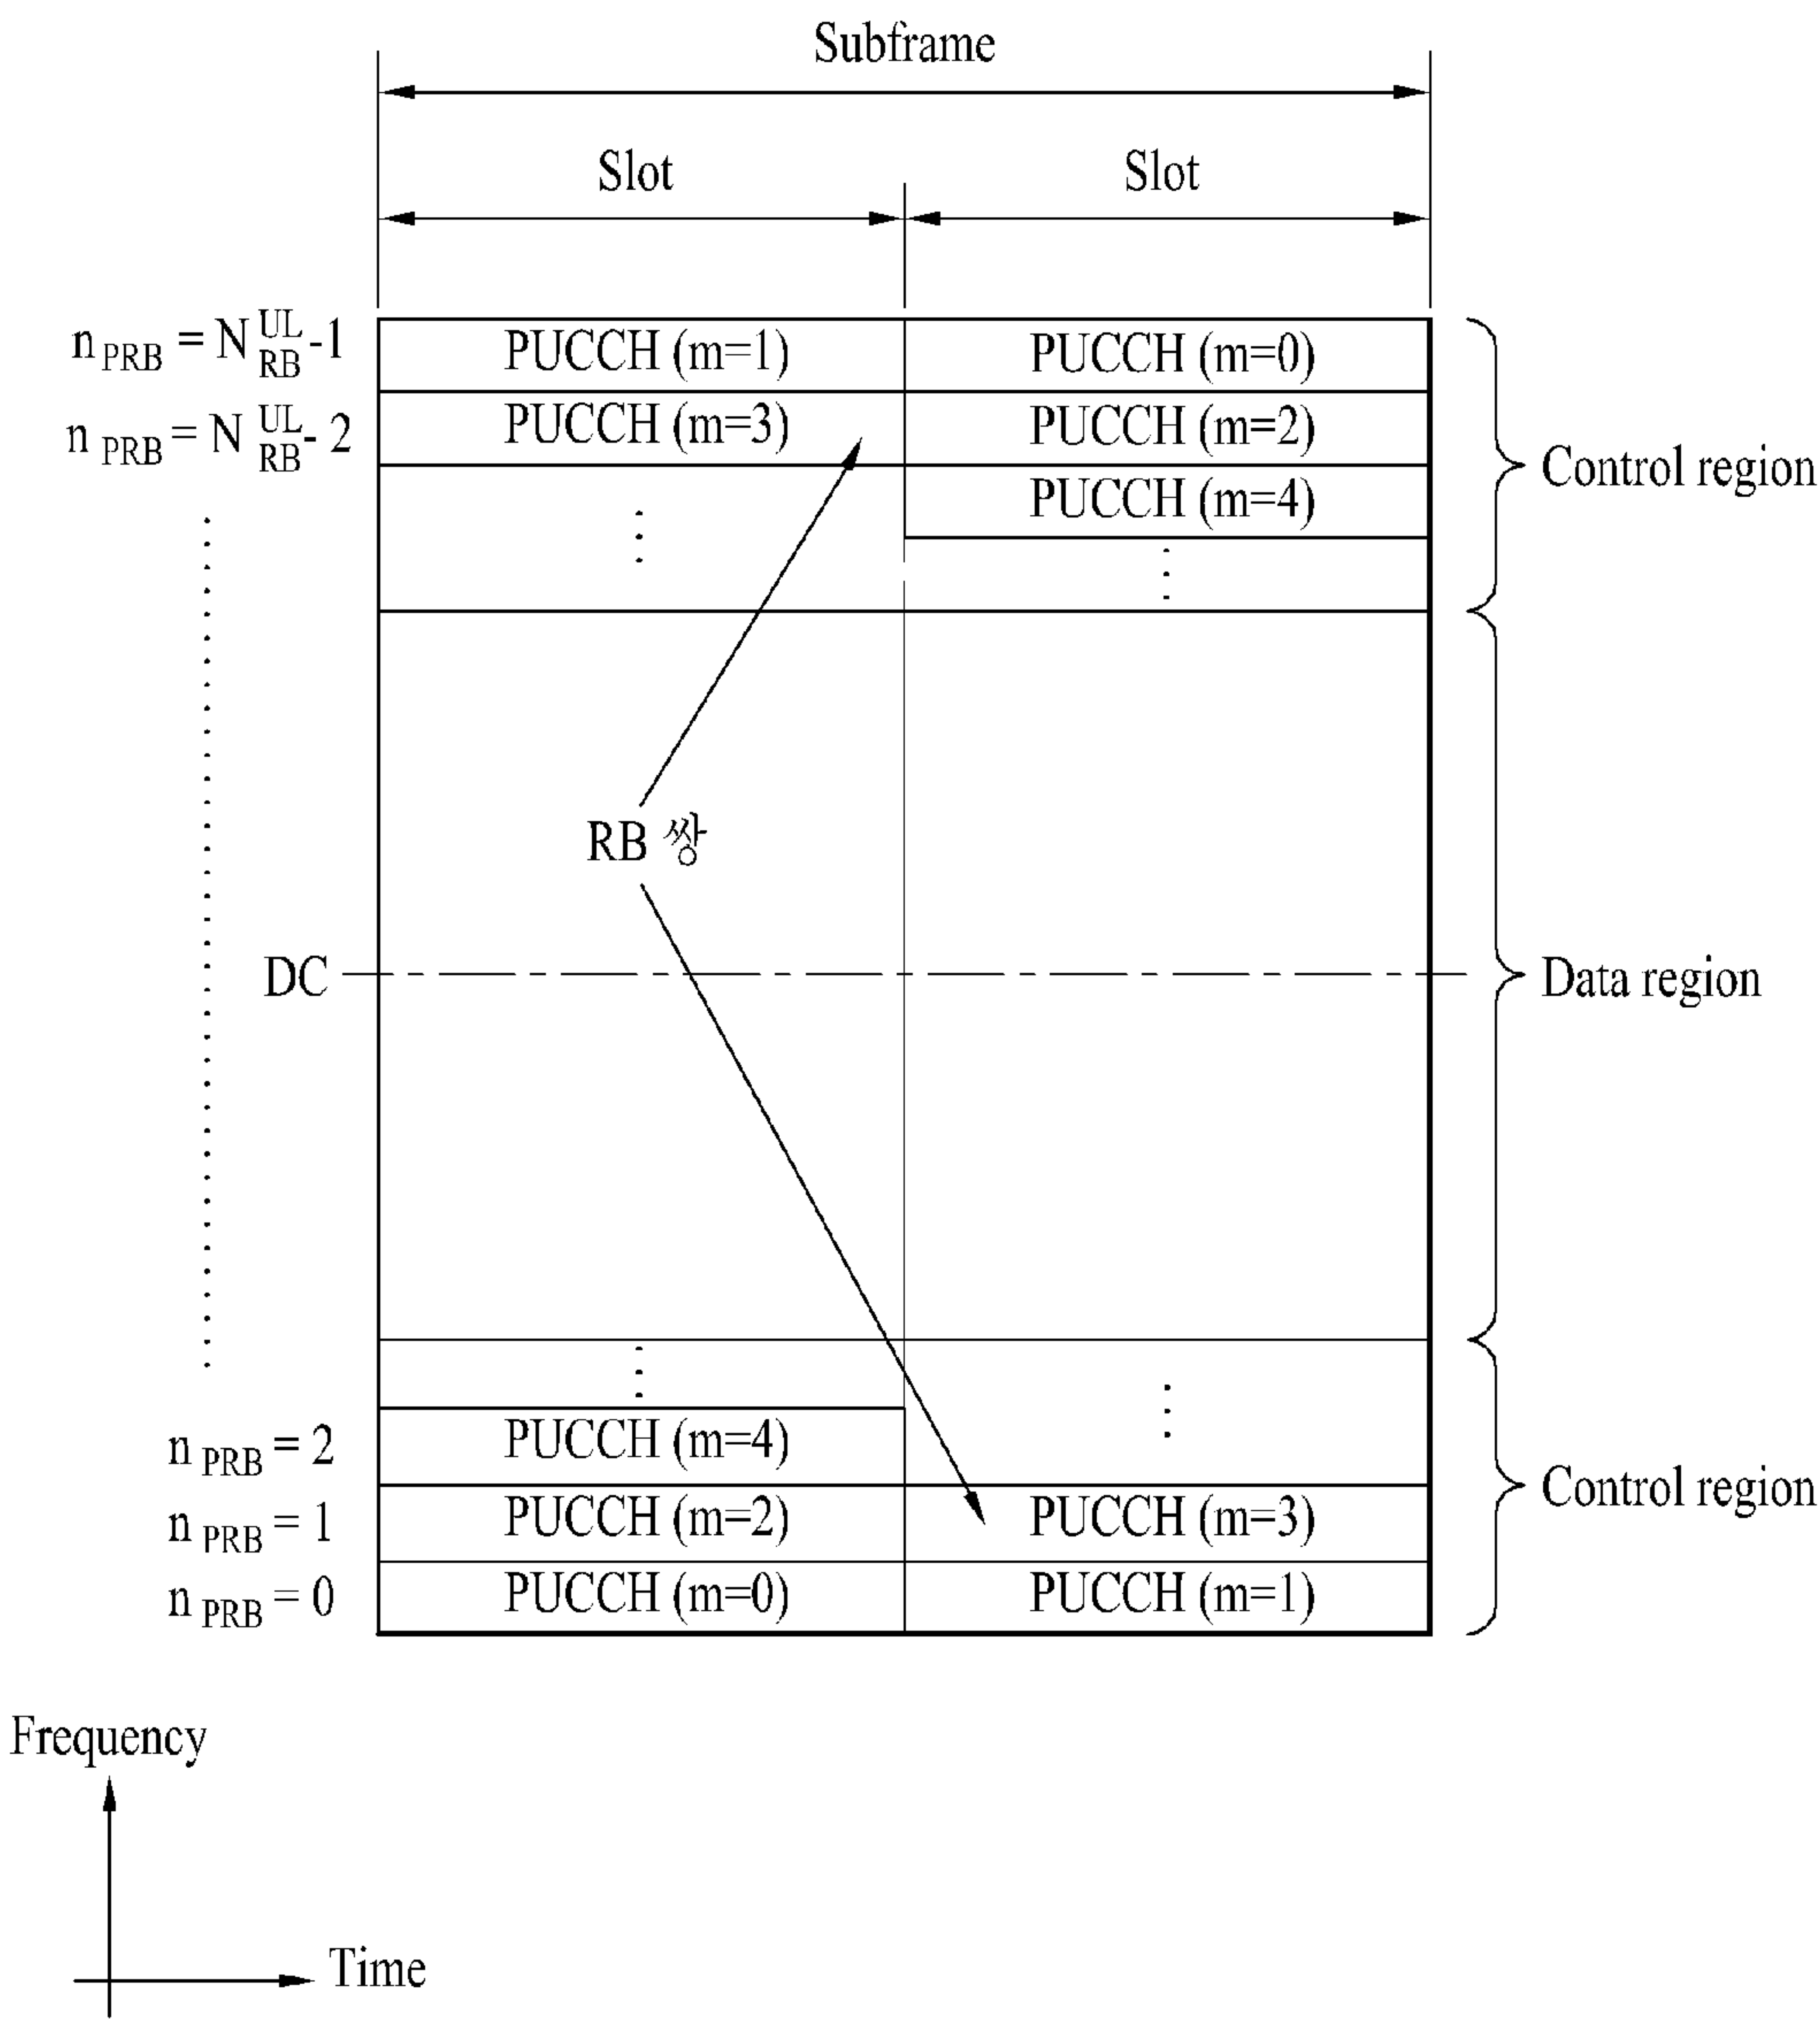 Subframe
Slot Slot
n PRB = N UL RB -1 PUCCH (m=1) PUCCH (m=0)
n PRB = N UL RB - 2 PUCCH (m=3) PUCCH (m=2)
PUCCH (m=4)
Control region
RB 쌍
DC
Data region
n PRB = 2 PUCCH (m=4)
Control region
n PRB = 1 PUCCH (m=2) PUCCH (m=3)
n PRB = 0 PUCCH (m=0) PUCCH (m=1)
Frequency
Time